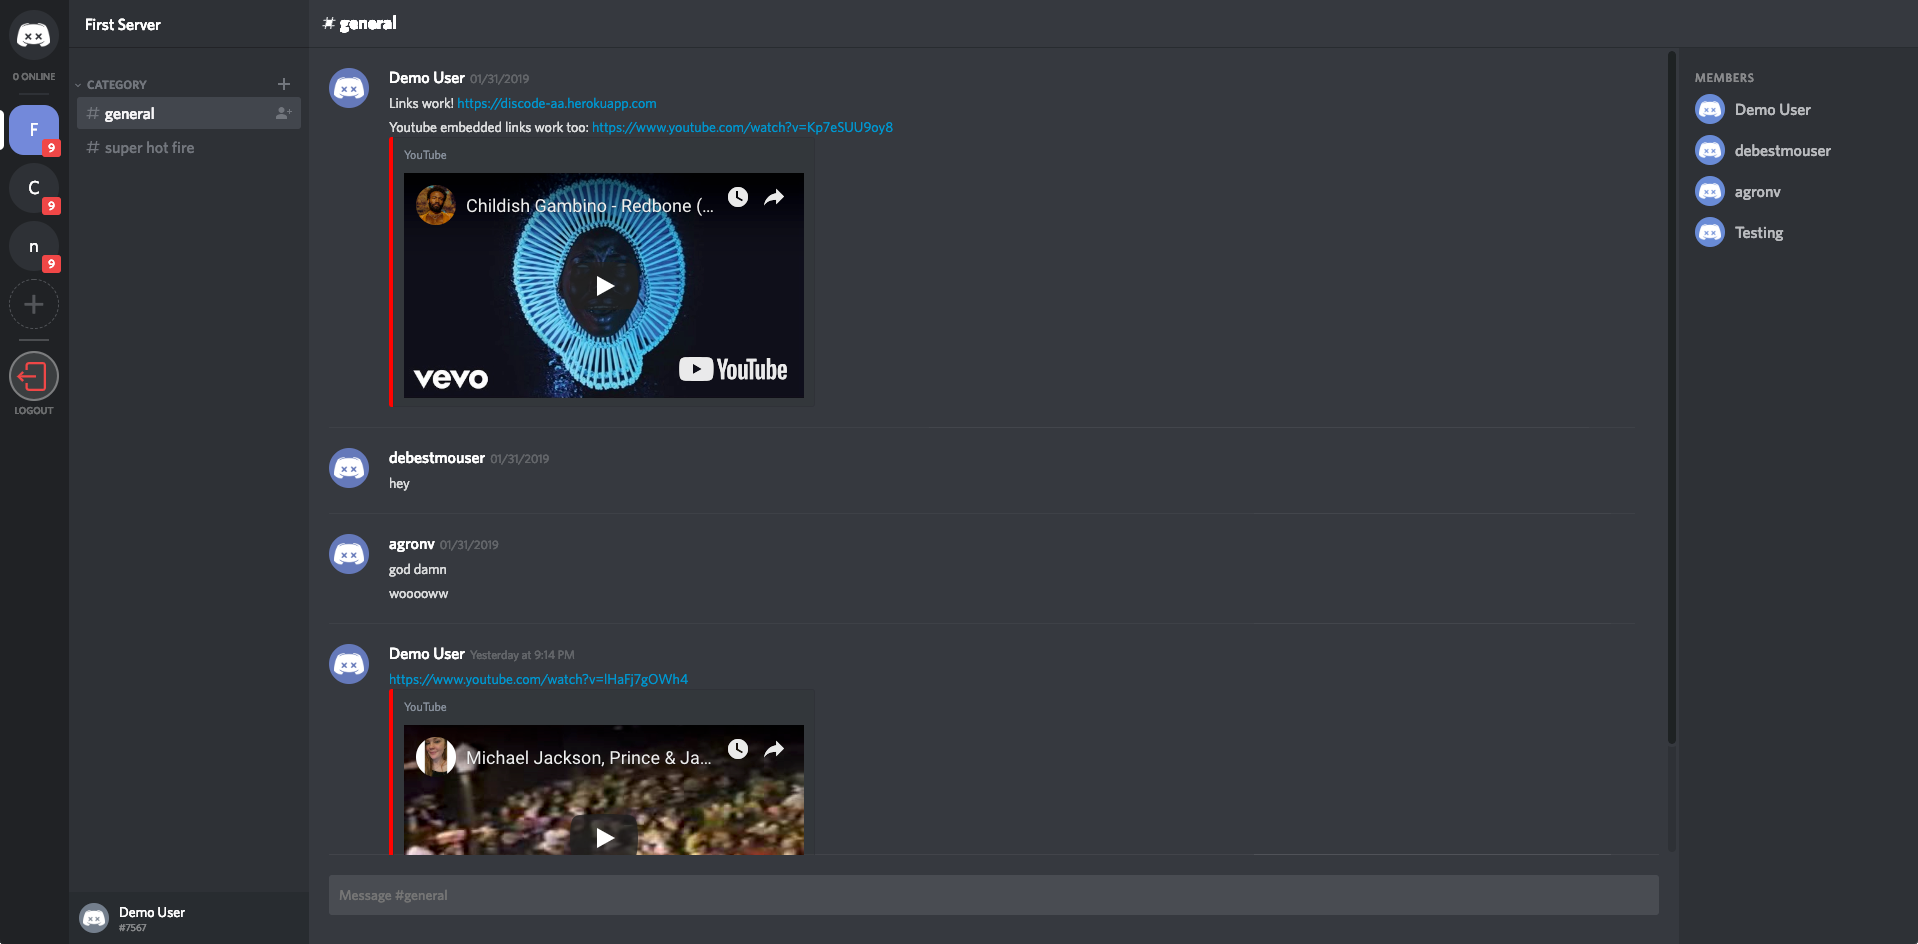 0 ONLINE
F
9
C
9
n
9
LOGOUT
First Server
CATEGORY
# general
# super hot fire
Demo User
#7567
# general
Demo User 01/31/2019
Links work! https://discode-aa.herokuapp.com
Youtube embedded links work too: https://www.youtube.com/watch?v=Kp7eSUU9oy8
YouTube
Childish Gambino - Redbone (...
vevo
YouTube
debestmouser 01/31/2019
hey
agronv 01/31/2019
god damn
wooooww
Demo User Yesterday at 9:14 PM
https://www.youtube.com/watch?v=lHaFj7gOWh4
YouTube
Michael Jackson, Prince & Ja...
Message #general
MEMBERS
Demo User
debestmouser
agronv
Testing